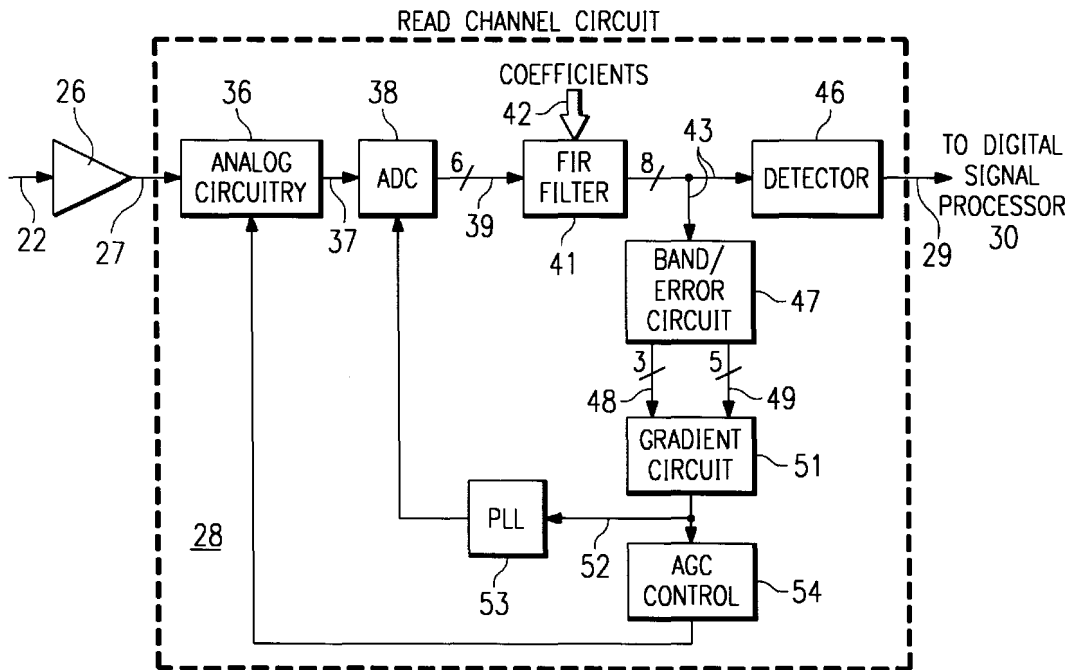 READ CHANNEL CIRCUIT
COEFFICIENTS
26
36
38
42
43
46
ANALOG
CIRCUITRY
ADC
6
FIR
FILTER
8
DETECTOR
TO DIGITAL
SIGNAL
PROCESSOR
30
22
27
37
39
41
29
BAND/
ERROR
CIRCUIT
47
3
5
48
49
GRADIENT
CIRCUIT
51
28
PLL
52
53
AGC
CONTROL
54